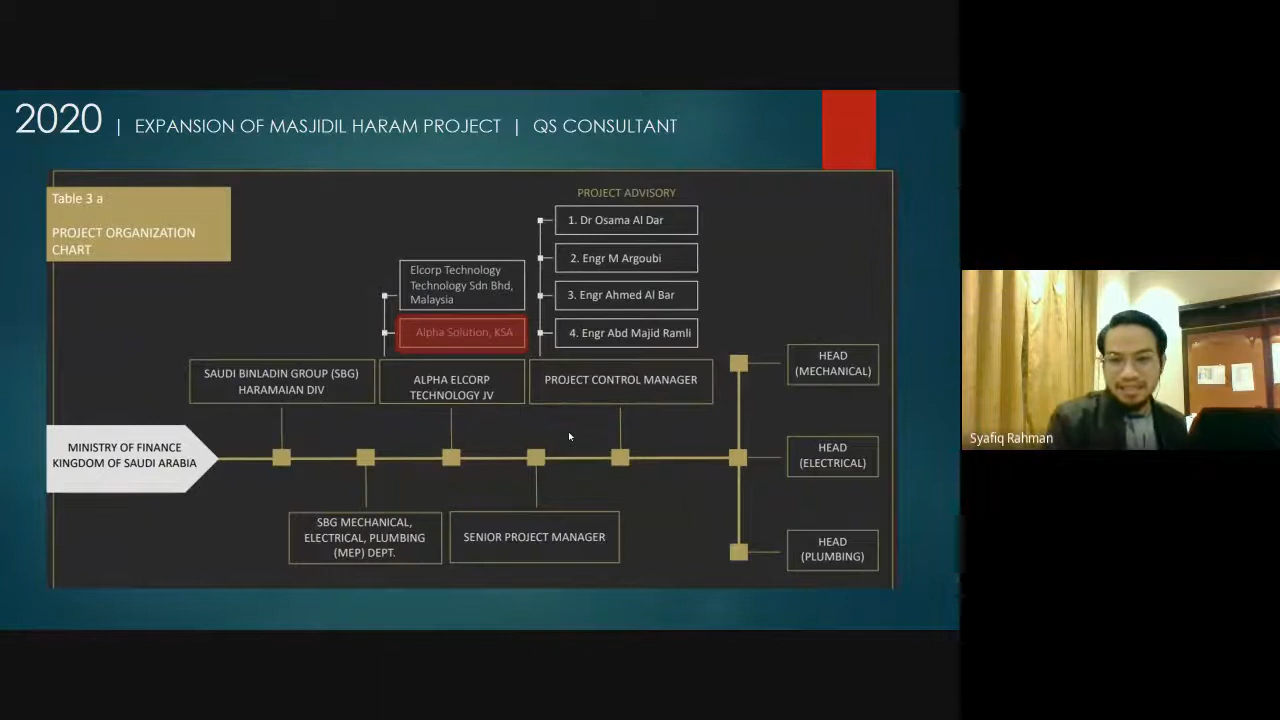 2020 | EXPANSION OF MASJIDIL HARAM PROJECT | QS CONSULTANT
Table 3 a
PROJECT ORGANIZATION
CHART
PROJECT ADVISORY
1. Dr Osama Al Dar
2. Engr M Argoubi
3. Engr Ahmed Al Bar
4. Engr Abd Majid Ramli
Elcorp Technology
Technology Sdn Bhd,
Malaysia
Alpha Solution, KSA
SAUDI BINLADIN GROUP (SBG)
HARAMAIAN DIV
ALPHA ELCORP
TECHNOLOGY JV
PROJECT CONTROL MANAGER
HEAD
(MECHANICAL)
MINISTRY OF FINANCE
KINGDOM OF SAUDI ARABIA
HEAD
(ELECTRICAL)
SBG MECHANICAL,
ELECTRICAL, PLUMBING
(MEP) DEPT.
SENIOR PROJECT MANAGER
HEAD
(PLUMBING)
Syafiq Rahman